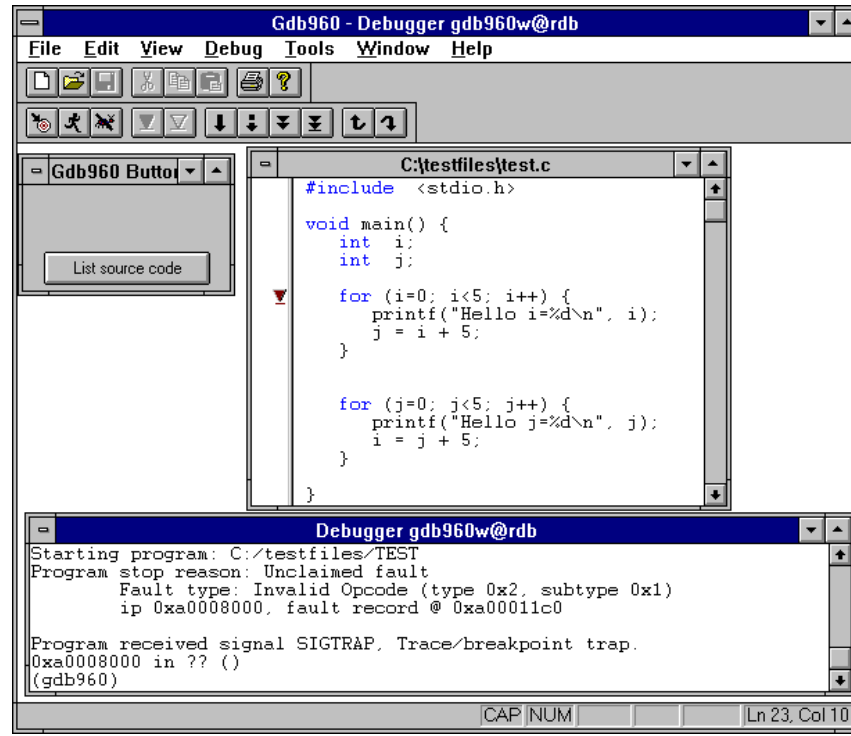 Gdb960 - Debugger gdb960w@rdb
File Edit View Debug Tools Window Help
Gdb960 Butto
List source code
C:\testfiles\test.c
#include <stdio.h>
void main() {
int i;
int j;
for (i=0; i<5; i++) {
printf("Hello i=%d\n", i);
j = i + 5;
}
for (j=0; j<5; j++) {
printf("Hello j=%d\n", j);
i = j + 5;
}
}
Debugger gdb960w@rdb
Starting program: C:/testfiles/TEST
Program stop reason: Unclaimed fault
Fault type: Invalid Opcode (type 0x2, subtype 0x1)
ip 0xa0008000, fault record @ 0xa00011c0
Program received signal SIGTRAP, Trace/breakpoint trap.
0xa0008000 in ?? ()
(gdb960)
CAP NUM Ln 23, Col 10